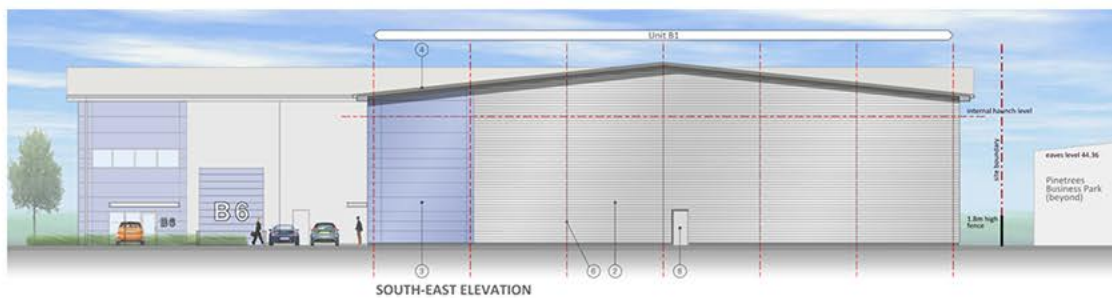 Unit B1
4
internal haunch level
site boundary
eaves level 44.36
Pinetrees
Business Park
(beyond)
1.8m high
fence
B6
B6
3
6
2
8
SOUTH-EAST ELEVATION